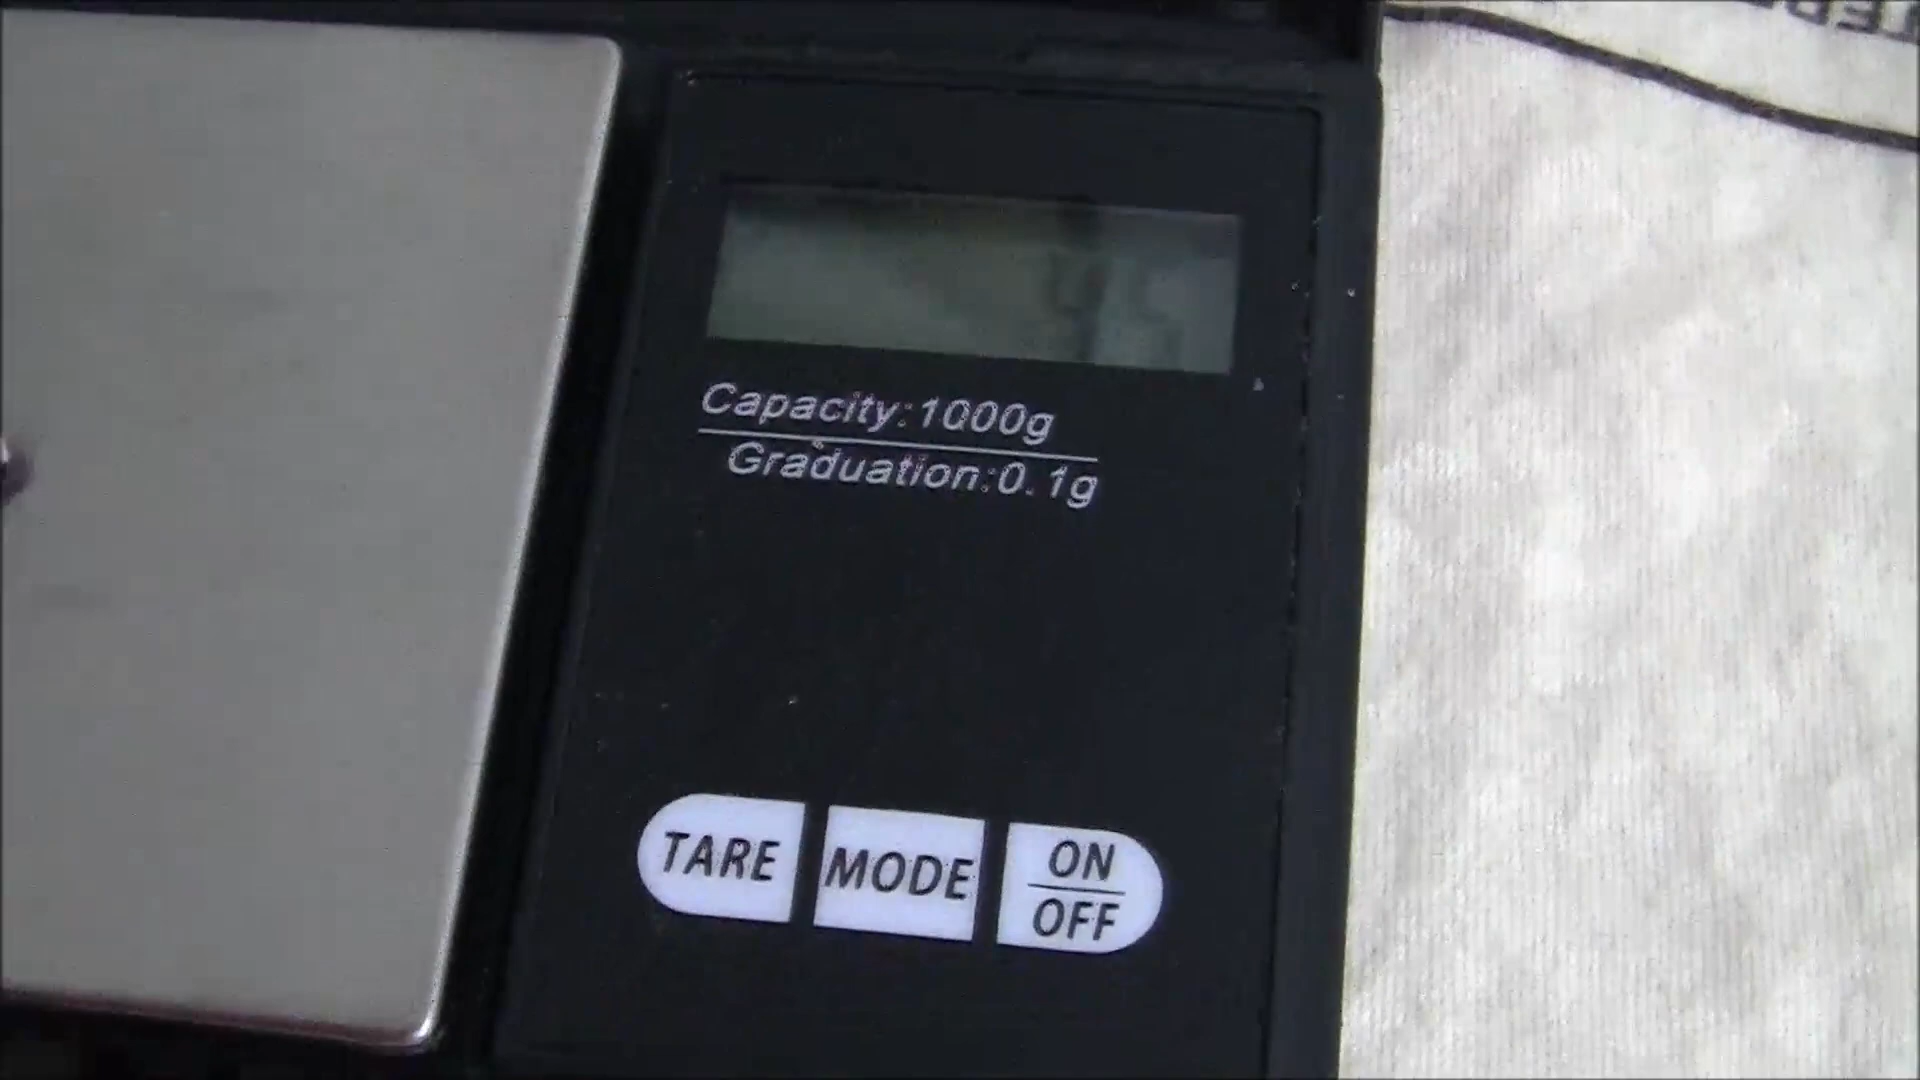 Capacity:1000g
Graduation:0.1g
TARE
MODE
ON
OFF